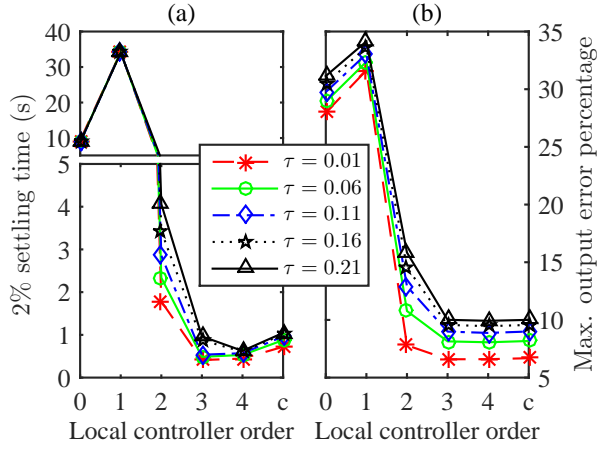 (a)
(b)
40
30
20
10
5
4
3
2
1
0
2% settling time (s)
0 1 2 3 4 c
Local controller order
τ = 0.01
τ = 0.06
τ = 0.11
τ = 0.16
τ = 0.21
35
30
25
20
15
10
5
Max. output error percentage
0 1 2 3 4 c
Local controller order